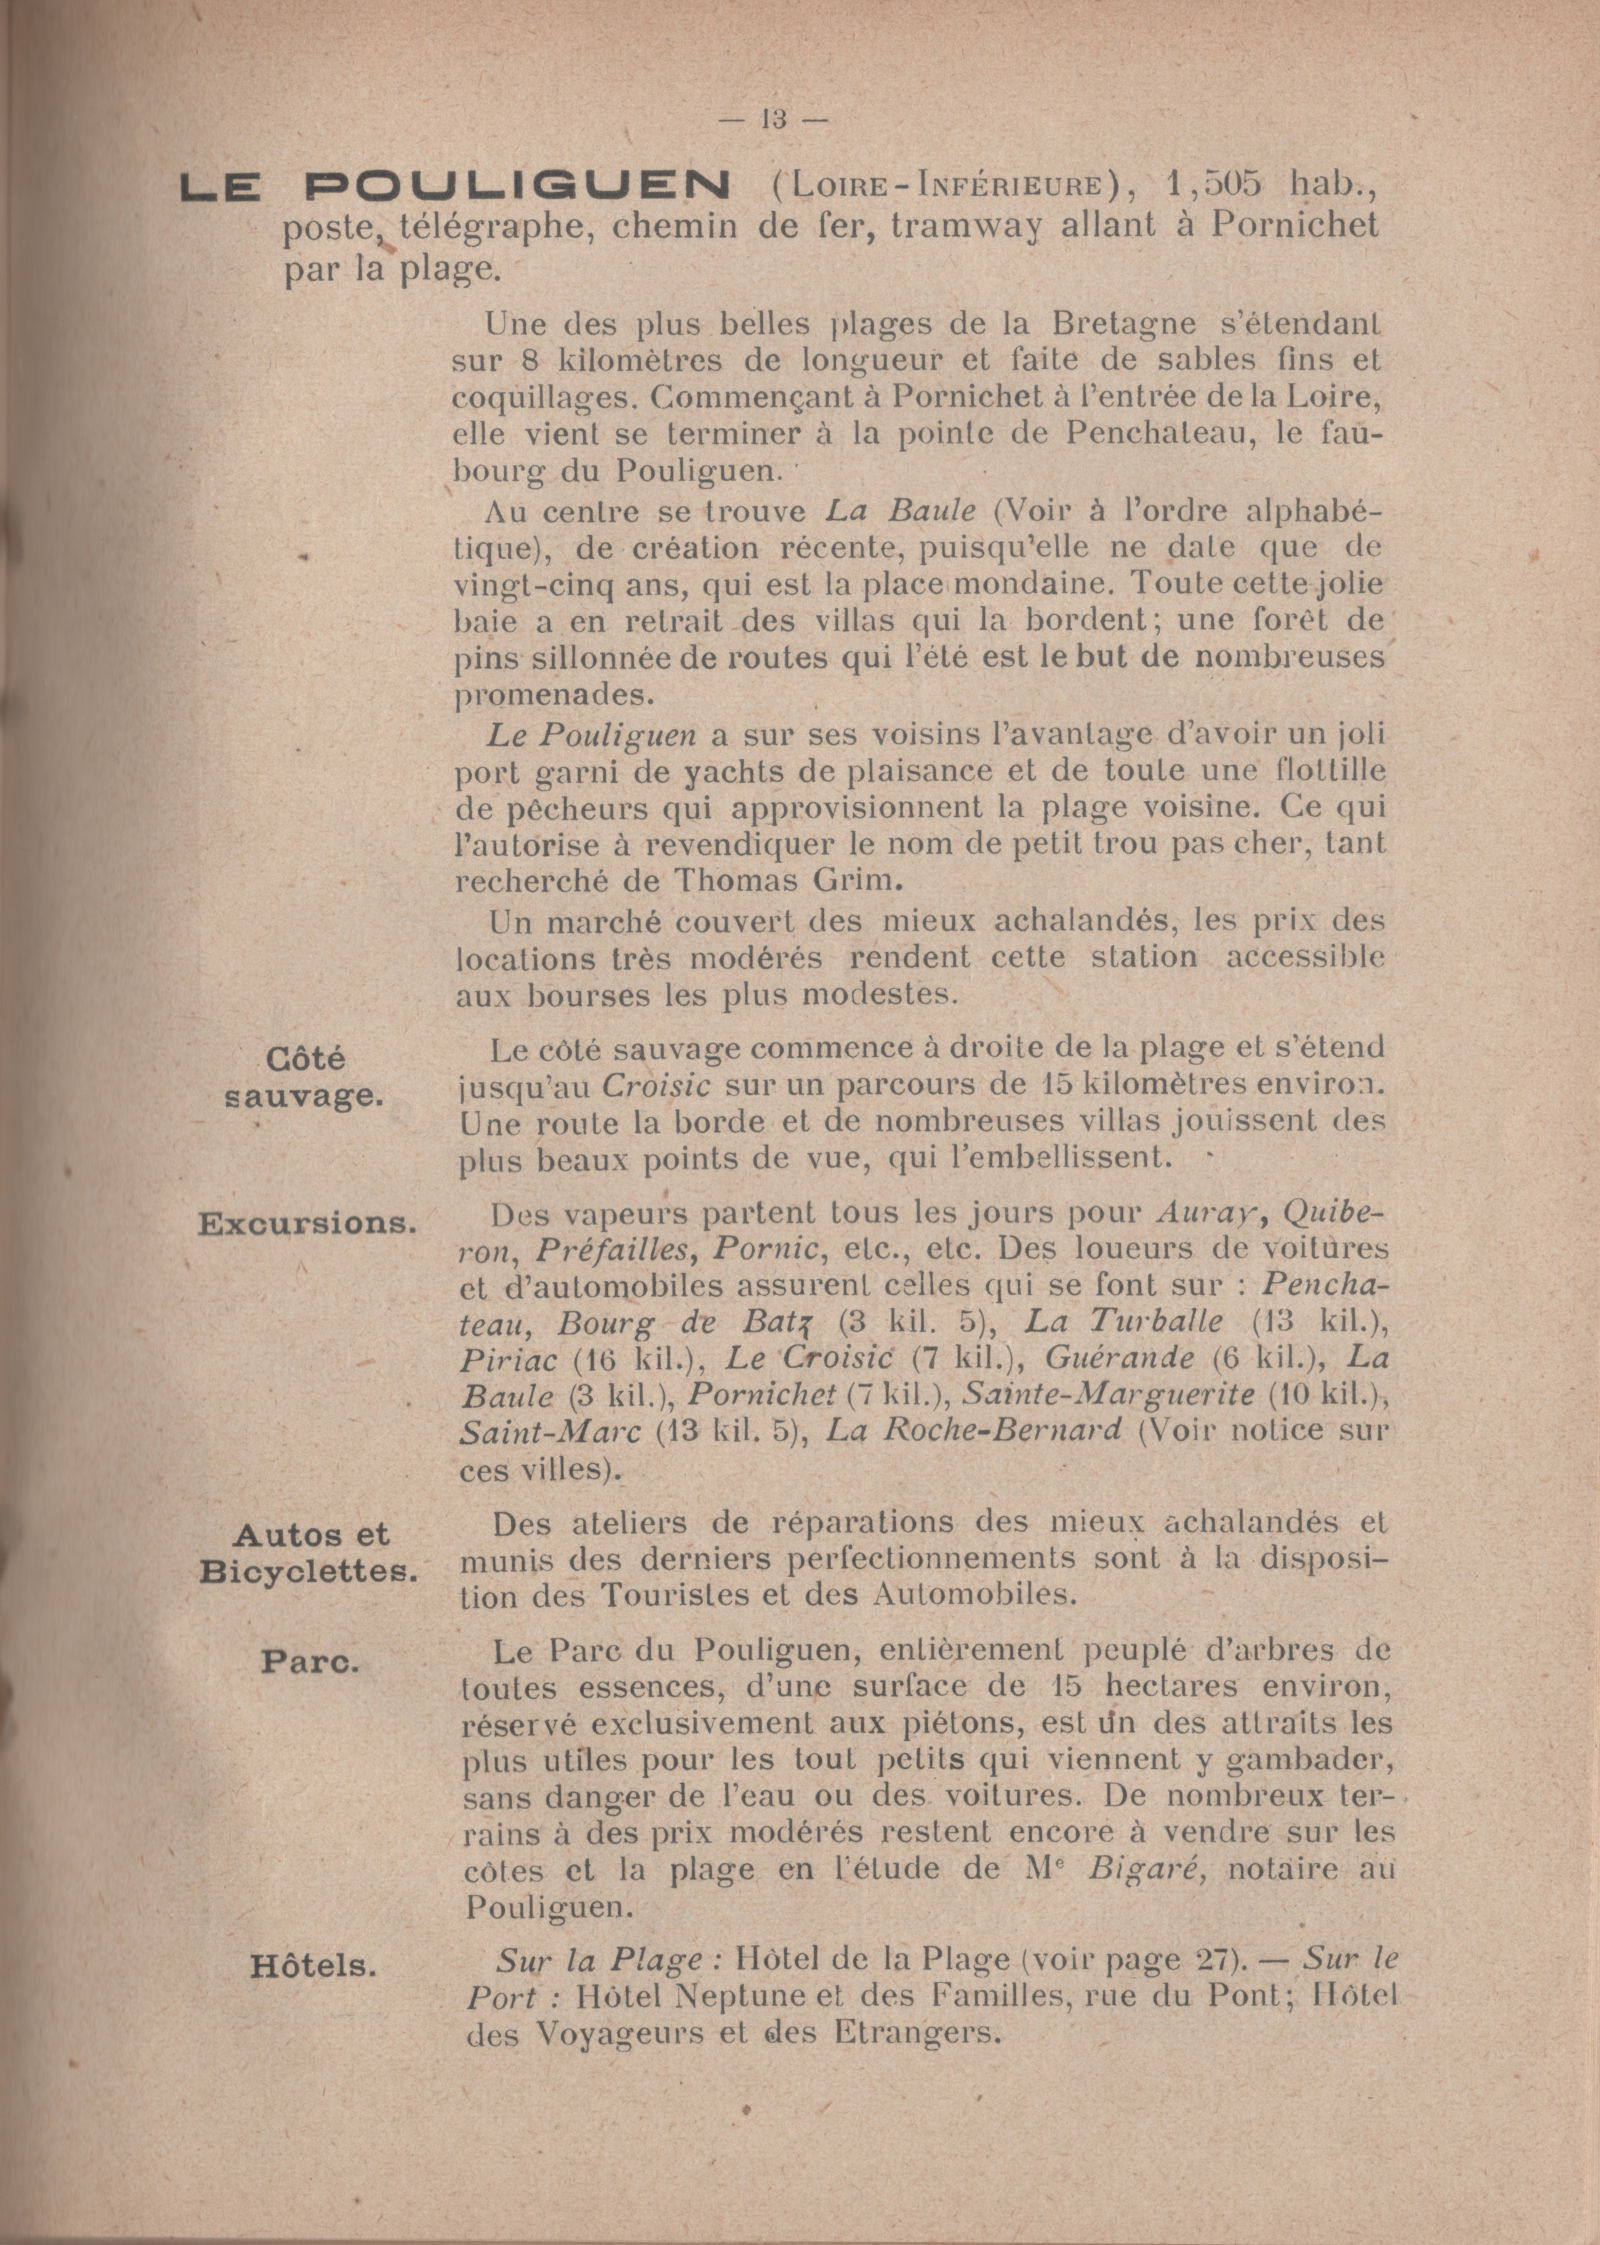 — 13 —
LE POULIGUEN (Loire-Inférieure), 1,505 hab.,
poste, télégraphe, chemin de fer, tramway allant à Pornichet
par la plage.
Une des plus belles plages de la Bretagne s'étendant
sur 8 kilomètres de longueur et faite de sables fins et
coquillages. Commençant à Pornichet à l'entrée de la Loire,
elle vient se terminer à la pointe de Penchateau, le fau-
bourg du Pouliguen.
Au centre se trouve La Baule (Voir à l'ordre alphabé-
tique), de création récente, puisqu'elle ne date que de
vingt-cinq ans, qui est la place mondaine. Toute cette jolie
baie a en retrait des villas qui la bordent; une forêt de
pins sillonnée de routes qui l'été est le but de nombreuses
promenades.
Le Pouliguen a sur ses voisins l'avantage d'avoir un joli
port garni de yachts de plaisance et de toute une flottille
de pêcheurs qui approvisionnent la plage voisine. Ce qui
l'autorise à revendiquer le nom de petit trou pas cher, tant
recherché de Thomas Grim.
Un marché couvert des mieux achalandés, les prix des
locations très modérés rendent cette station accessible
aux bourses les plus modestes.
Côté
sauvage.
Le côté sauvage commence à droite de la plage et s'étend
jusqu'au Croisic sur un parcours de 15 kilomètres environ.
Une route la borde et de nombreuses villas jouissent des
plus beaux points de vue, qui l'embellissent.
Excursions.
Des vapeurs partent tous les jours pour Auray, Quibe-
ron, Préfailles, Pornic, etc., etc. Des loueurs de voitures
et d'automobiles assurent celles qui se font sur : Pencha-
teau, Bourg de Batz (3 kil. 5), La Turballe (13 kil.),
Piriac (16 kil.), Le Croisic (7 kil.), Guérande (6 kil.), La
Baule (3 kil.), Pornichet (7 kil.), Sainte-Marguerite (10 kil.),
Saint-Marc (13 kil. 5), La Roche-Bernard (Voir notice sur
ces villes).
Autos et
Bicyclettes.
Des ateliers de réparations des mieux achalandés et
munis des derniers perfectionnements sont à la disposi-
tion des Touristes et des Automobiles.
Parc.
Le Parc du Pouliguen, entièrement peuplé d'arbres de
toutes essences, d'une surface de 15 hectares environ,
réservé exclusivement aux piétons, est un des attraits les
plus utiles pour les tout petits qui viennent y gambader,
sans danger de l'eau ou des voitures. De nombreux ter-
rains à des prix modérés restent encore à vendre sur les
côtes et la plage en l'étude de Mᵉ Bigaré, notaire au
Pouliguen.
Hôtels.
Sur la Plage : Hôtel de la Plage (voir page 27). — Sur le
Port : Hôtel Neptune et des Familles, rue du Pont; Hôtel
des Voyageurs et des Etrangers.